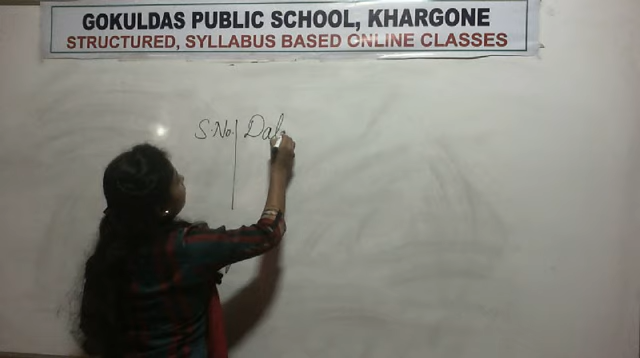 GOKULDAS PUBLIC SCHOOL, KHARGONE
STRUCTURED, SYLLABUS BASED ONLINE CLASSES
S.No.